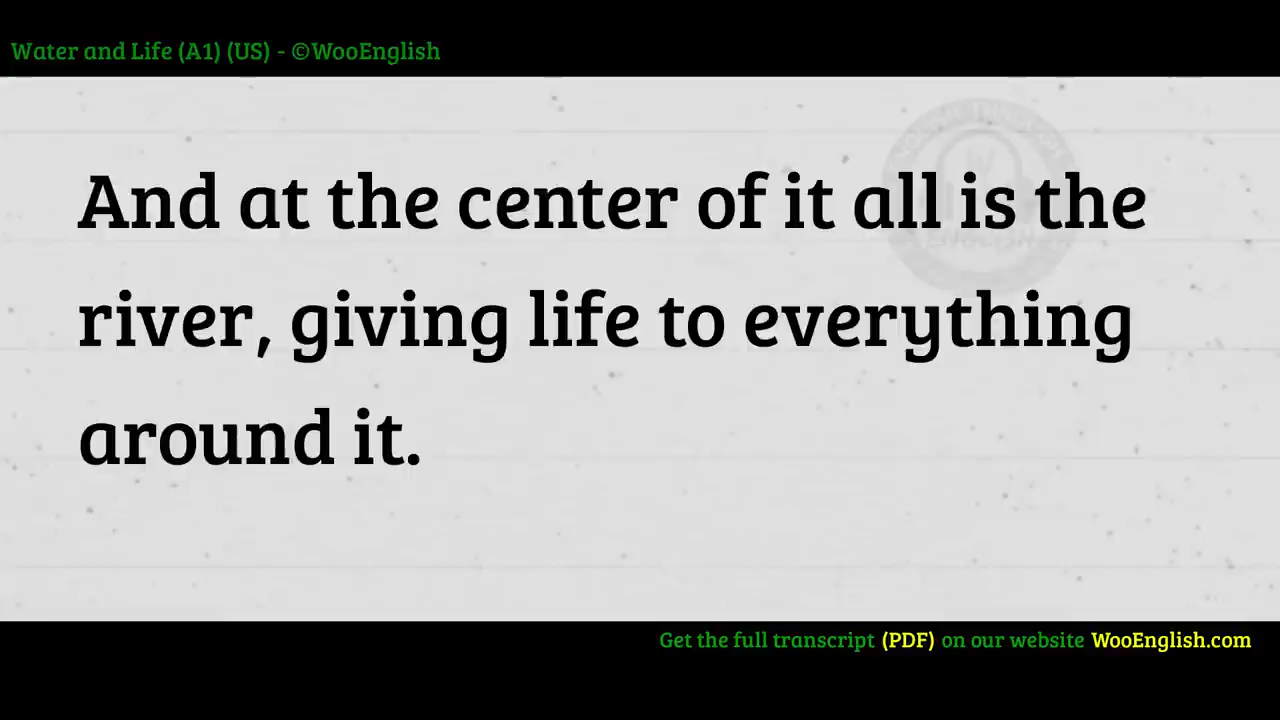 Water and Life (A1) (US) - ©WooEnglish
And at the center of it all is the
river, giving life to everything
around it.
Get the full transcript (PDF) on our website WooEnglish.com